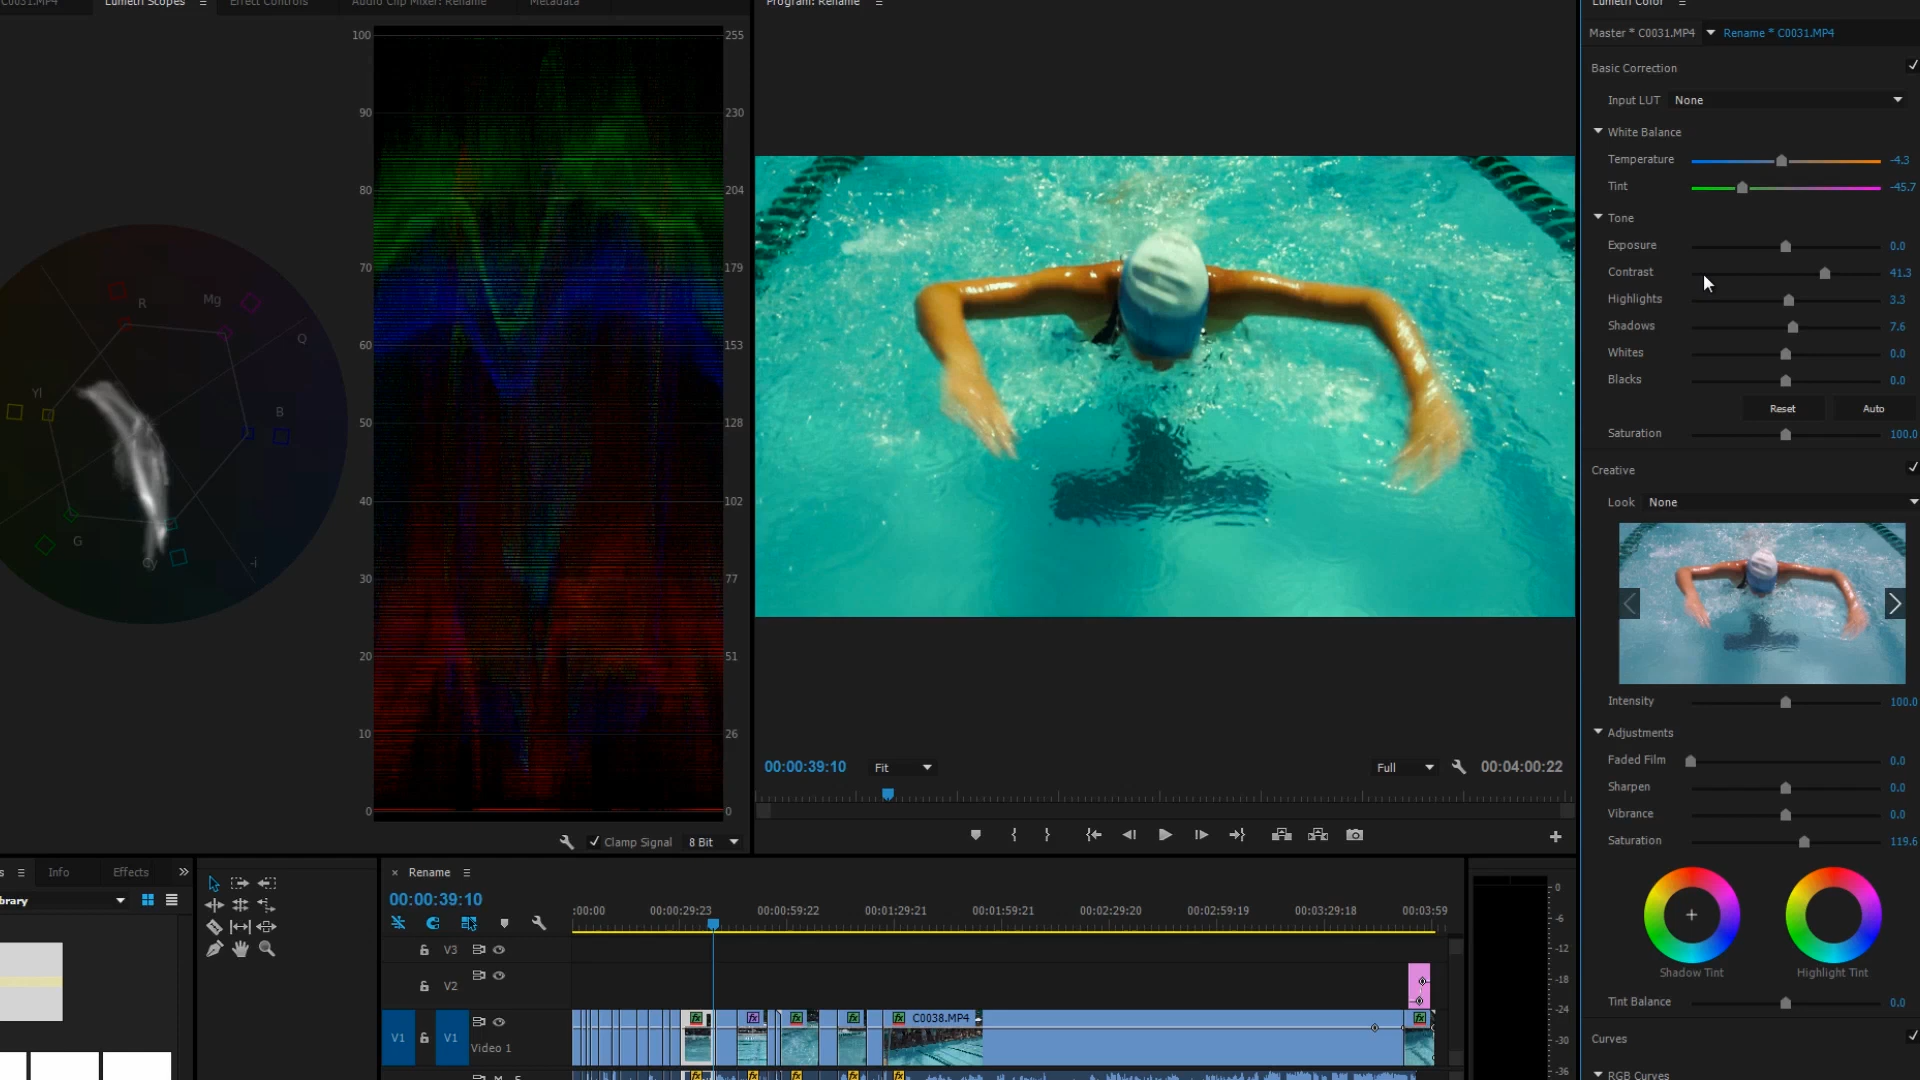 C0031.MP4
Lumetri Scopes
Effect Controls
Audio Clip Mixer: Rename
Metadata
Program: Rename
Lumetri Color
Master * C0031.MP4
Rename * C0031.MP4
Basic Correction
Input LUT
None
White Balance
Temperature
-4.3
Tint
-45.7
Tone
Exposure
0.0
Contrast
41.3
Highlights
3.3
Shadows
7.6
Whites
0.0
Blacks
0.0
Reset
Auto
Saturation
100.0
Creative
Look
None
Intensity
100.0
Adjustments
Faded Film
0.0
Sharpen
0.0
Vibrance
0.0
Saturation
119.6
Shadow Tint
Highlight Tint
Tint Balance
0.0
Curves
RGB Curves
R
Mg
Q
B
-i
Cy
G
Yl
100
90
80
70
60
50
40
30
20
10
0
255
230
204
179
153
128
102
77
51
26
0
Clamp Signal
8 Bit
00:00:39:10
Fit
Full
00:04:00:22
Info
Effects
brary
× Rename
00:00:39:10
:00:00
00:00:29:23
00:00:59:22
00:01:29:21
00:01:59:21
00:02:29:20
00:02:59:19
00:03:29:18
00:03:59
V3
V2
V1
V1
Video 1
fx
fx
fx
fx
fx
C0038.MP4
fx
M
S
0
-6
-12
-18
-24
-30
-36